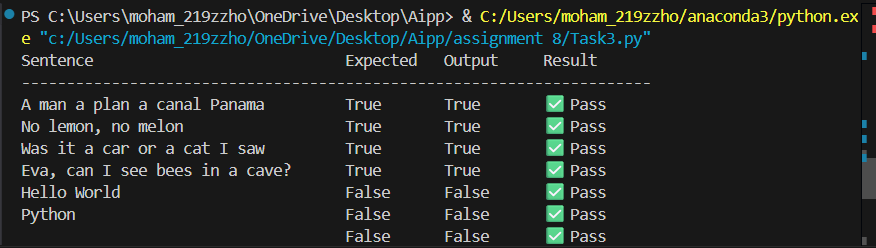 PS C:\Users\moham_219zzho\OneDrive\Desktop\Aipp> & C:/Users/moham_219zzho/anaconda3/python.ex
e "c:/Users/moham_219zzho/OneDrive/Desktop/Aipp/assignment 8/Task3.py"
Sentence Expected Output Result
----------------------------------------------------------------------
A man a plan a canal Panama True True ✅ Pass
No lemon, no melon True True ✅ Pass
Was it a car or a cat I saw True True ✅ Pass
Eva, can I see bees in a cave? True True ✅ Pass
Hello World False False ✅ Pass
Python False False ✅ Pass
False False ✅ Pass